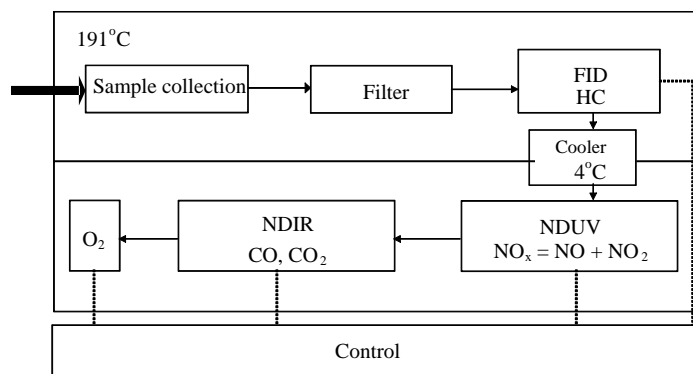 191°C
Sample collection
Filter
FID
HC
Cooler
4°C
O₂
NDIR
CO, CO₂
NDUV
NOₓ = NO + NO₂
Control